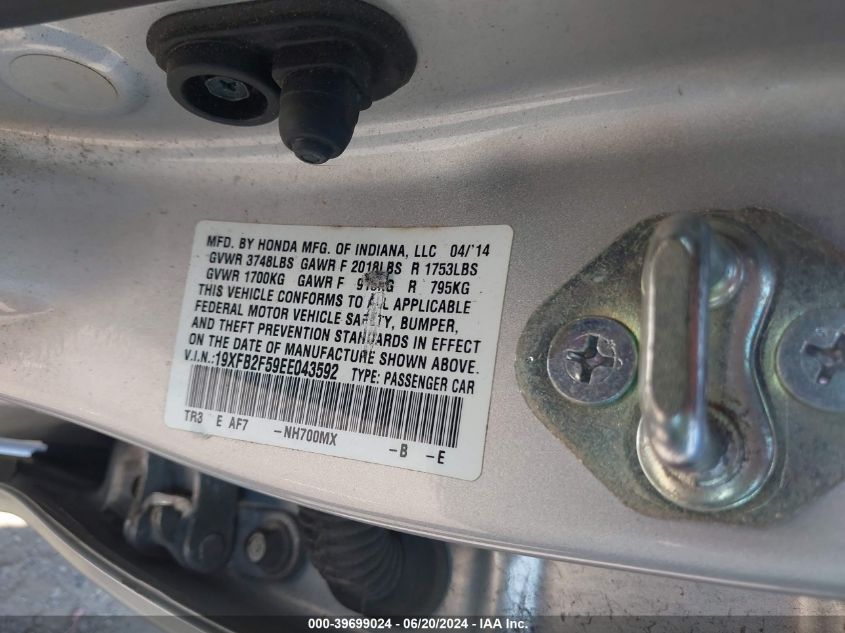 MFD. BY HONDA MFG. OF INDIANA, LLC 04/'14
GVWR 3748LBS GAWR F 2018LBS R 1753LBS
GVWR 1700KG GAWR F 915KG R 795KG
THIS VEHICLE CONFORMS TO ALL APPLICABLE
FEDERAL MOTOR VEHICLE SAFETY, BUMPER,
AND THEFT PREVENTION STANDARDS IN EFFECT
ON THE DATE OF MANUFACTURE SHOWN ABOVE.
V.I.N.:19XFB2F59EE043592 TYPE: PASSENGER CAR
TR3 E AF7 -NH700MX -B -E
000-39699024 - 06/20/2024 - IAA Inc.